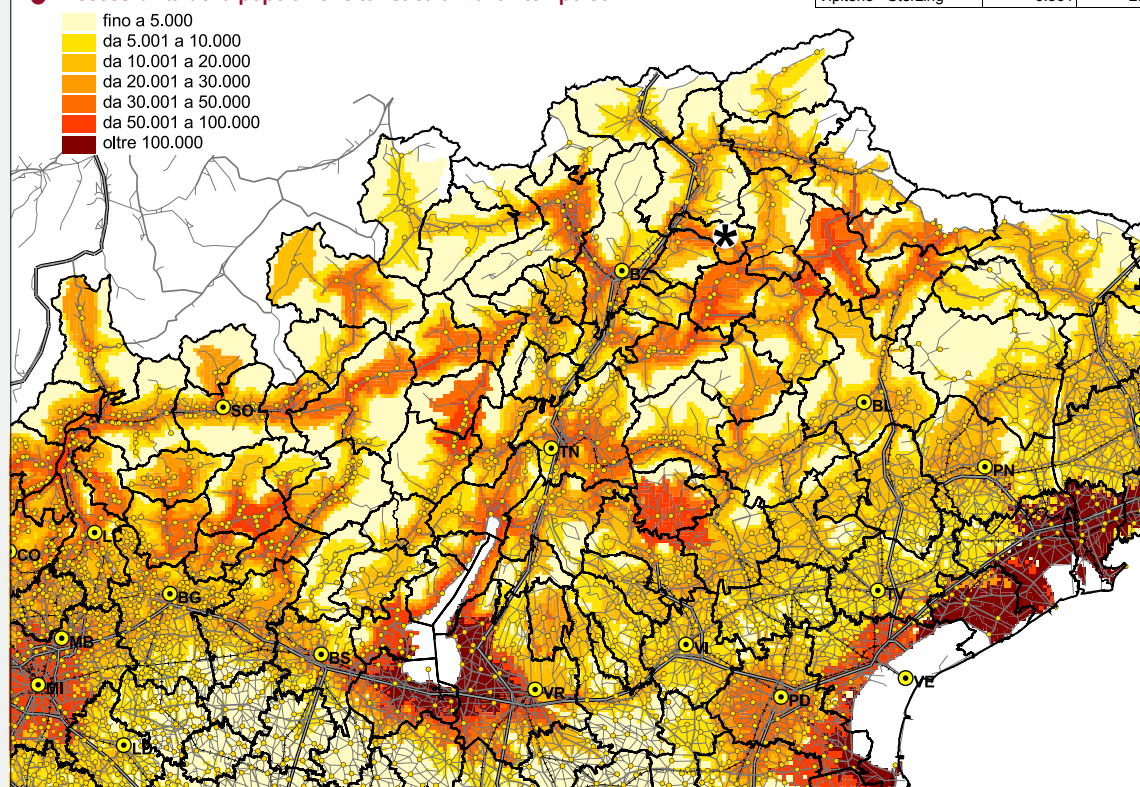 fino a 5.000
da 5.001 a 10.000
da 10.001 a 20.000
da 20.001 a 30.000
da 30.001 a 50.000
da 50.001 a 100.000
oltre 100.000
*
BZ
SO
BL
TN
PN
CO
BG
TV
MB
VI
BS
MI
VR
PD
VE